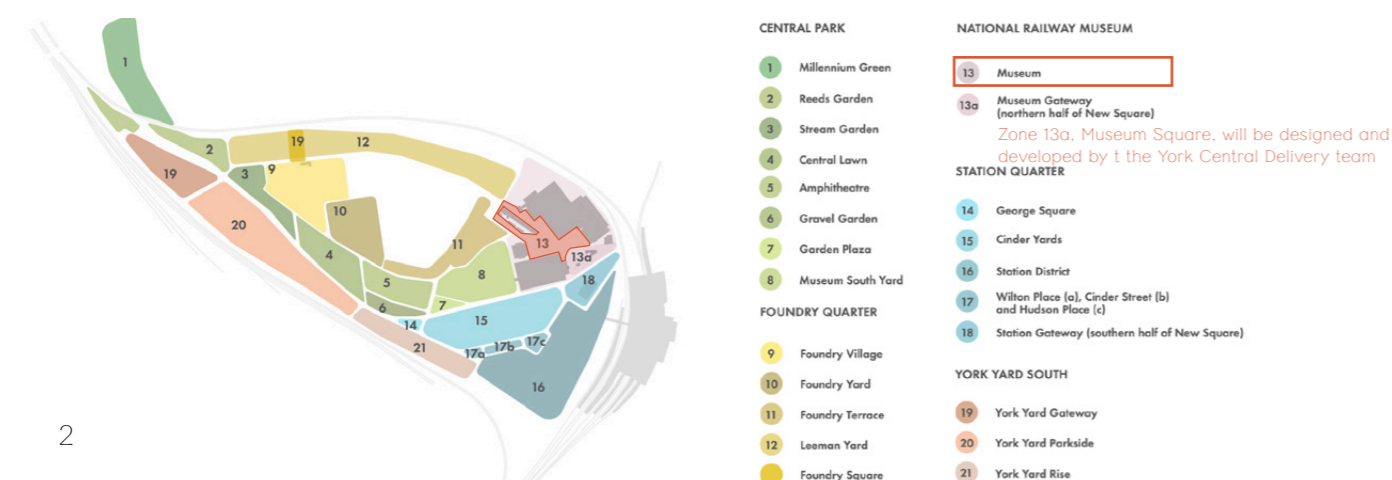 1
2
19
12
9
3
19
10
20
11
13
4
13a
8
5
18
6
7
14
15
21
17a
17b
17c
16
2
CENTRAL PARK
1 Millennium Green
2 Reeds Garden
3 Stream Garden
4 Central Lawn
5 Amphitheatre
6 Gravel Garden
7 Garden Plaza
8 Museum South Yard
FOUNDRY QUARTER
9 Foundry Village
10 Foundry Yard
11 Foundry Terrace
12 Leeman Yard
Foundry Square
NATIONAL RAILWAY MUSEUM
13 Museum
13a Museum Gateway
(northern half of New Square)
Zone 13a, Museum Square, will be designed and
developed by t the York Central Delivery team
STATION QUARTER
14 George Square
15 Cinder Yards
16 Station District
17 Wilton Place (a), Cinder Street (b)
and Hudson Place (c)
18 Station Gateway (southern half of New Square)
YORK YARD SOUTH
19 York Yard Gateway
20 York Yard Parkside
21 York Yard Rise